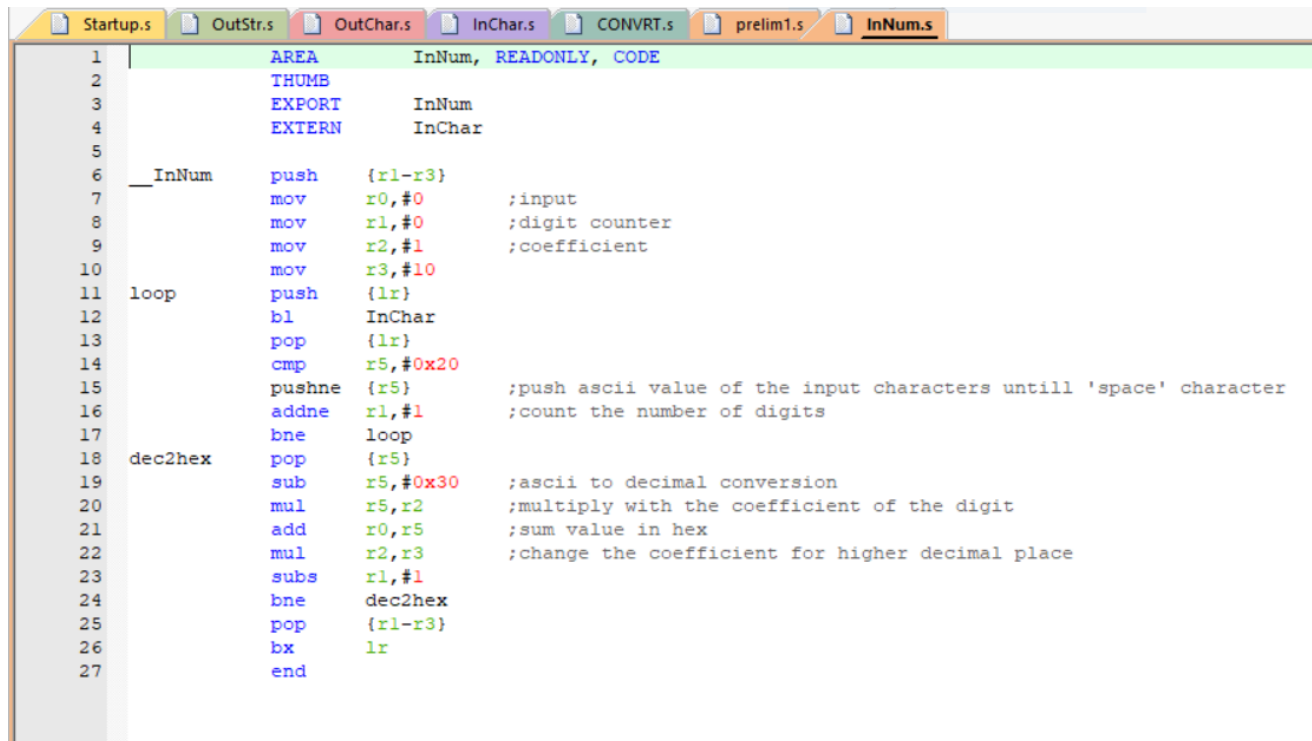 Startup.s OutStr.s OutChar.s InChar.s CONVRT.s prelim1.s InNum.s
1 AREA InNum, READONLY, CODE
2 THUMB
3 EXPORT InNum
4 EXTERN InChar
5
6 __InNum push {r1-r3}
7 mov r0,#0 ;input
8 mov r1,#0 ;digit counter
9 mov r2,#1 ;coefficient
10 mov r3,#10
11 loop push {lr}
12 bl InChar
13 pop {lr}
14 cmp r5,#0x20
15 pushne {r5} ;push ascii value of the input characters untill 'space' character
16 addne r1,#1 ;count the number of digits
17 bne loop
18 dec2hex pop {r5}
19 sub r5,#0x30 ;ascii to decimal conversion
20 mul r5,r2 ;multiply with the coefficient of the digit
21 add r0,r5 ;sum value in hex
22 mul r2,r3 ;change the coefficient for higher decimal place
23 subs r1,#1
24 bne dec2hex
25 pop {r1-r3}
26 bx lr
27 end